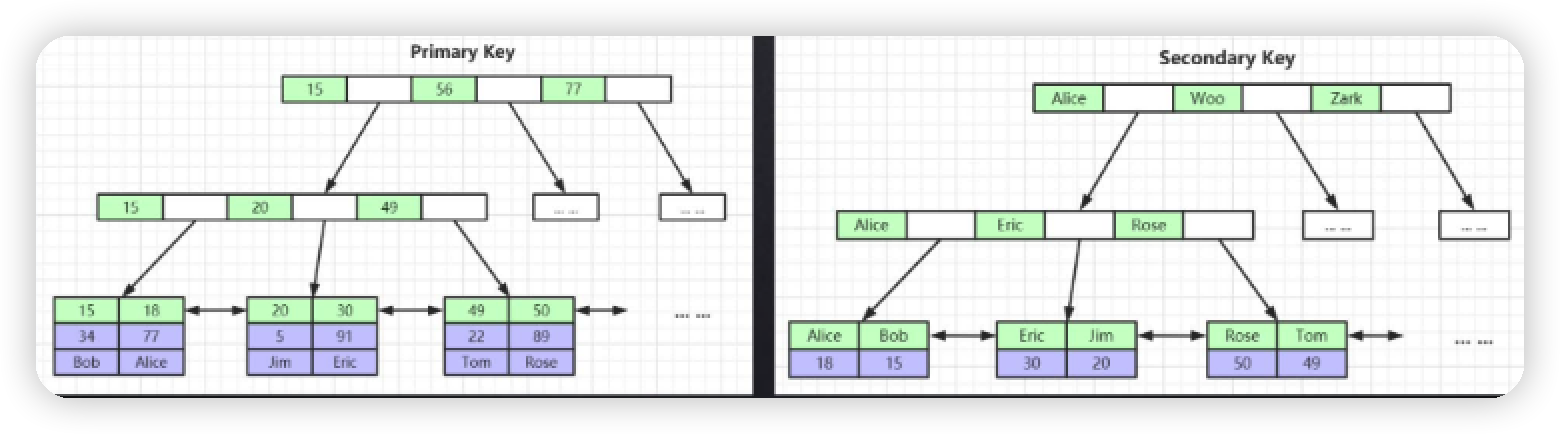 Primary Key
15 56 77
15 20 49
... ...
... ...
15 18
34 77
Bob Alice
20 30
5 91
Jim Eric
49 50
22 89
Tom Rose
... ...
Secondary Key
Alice Woo Zark
Alice Eric Rose
... ...
... ...
Alice Bob
18 15
Eric Jim
30 20
Rose Tom
50 49
... ...